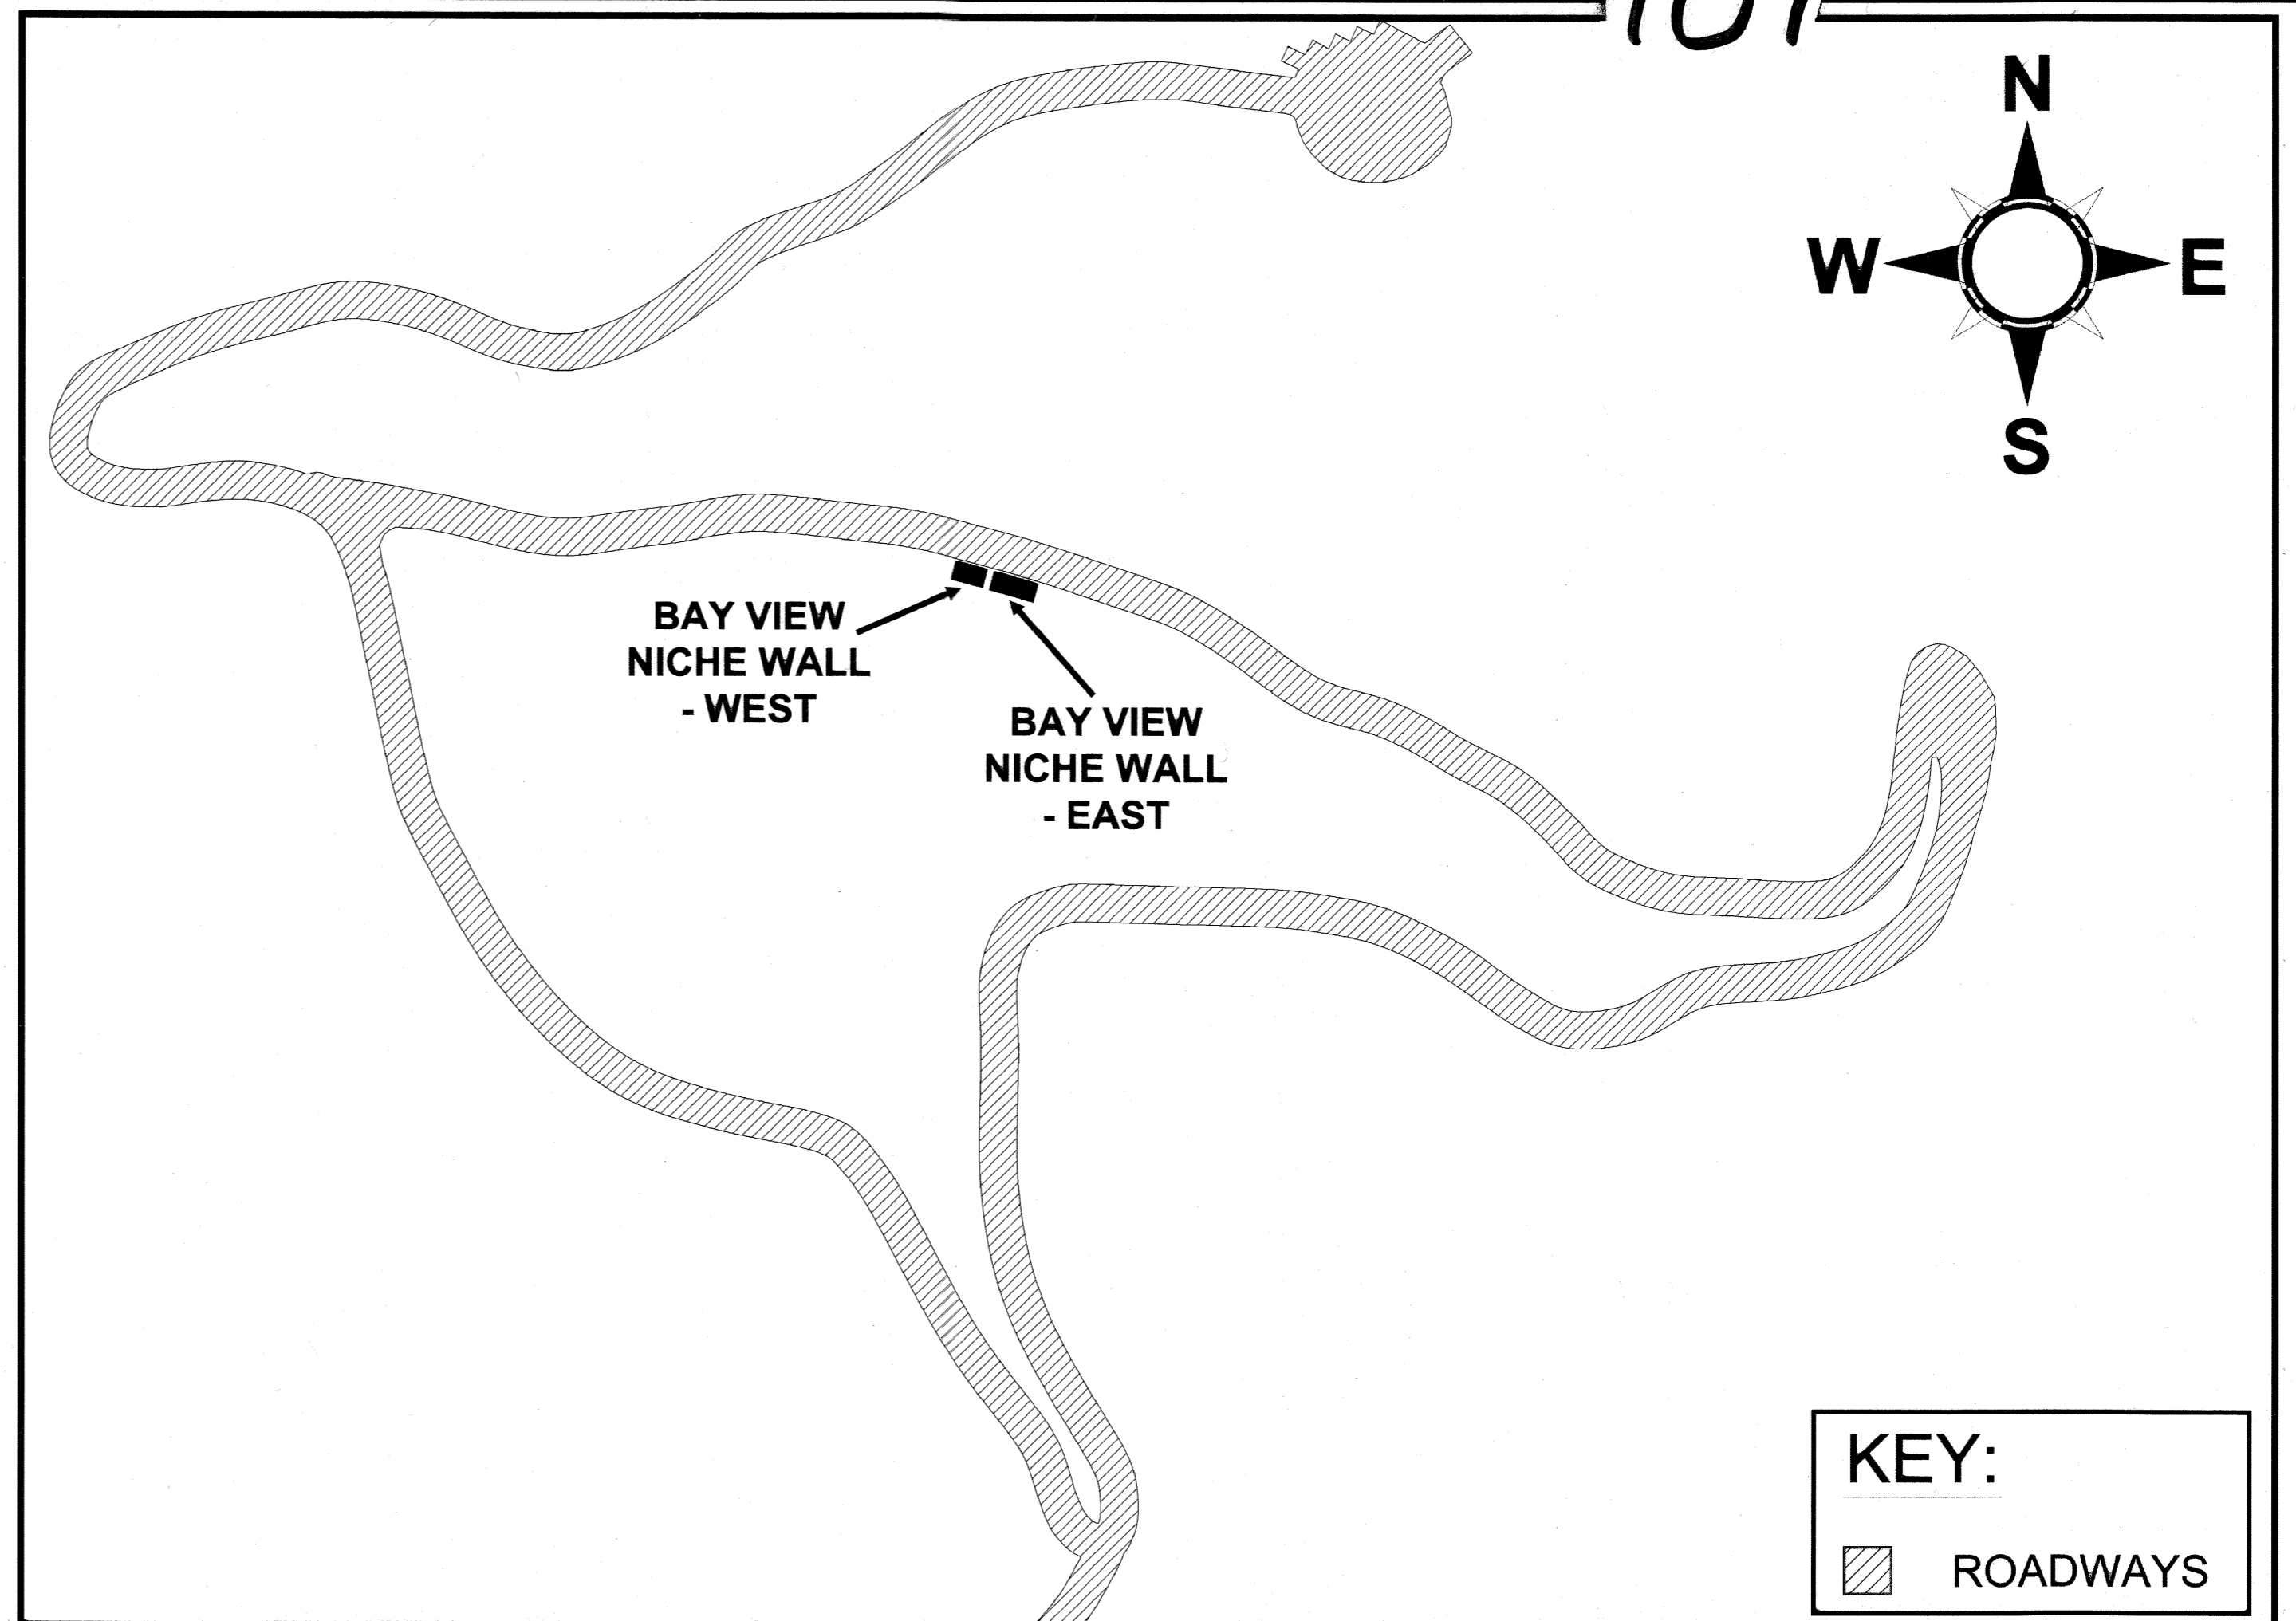 N
W E
S
BAY VIEW
NICHE WALL
- WEST
BAY VIEW
NICHE WALL
- EAST
KEY:
ROADWAYS